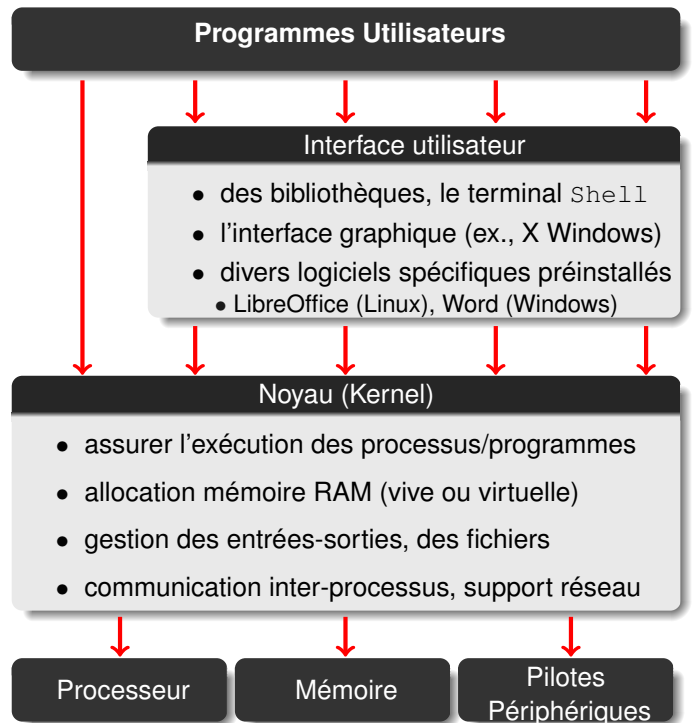 Programmes Utilisateurs
Interface utilisateur
• des bibliothèques, le terminal Shell
• l'interface graphique (ex., X Windows)
• divers logiciels spécifiques préinstallés
• LibreOffice (Linux), Word (Windows)
Noyau (Kernel)
• assurer l'exécution des processus/programmes
• allocation mémoire RAM (vive ou virtuelle)
• gestion des entrées-sorties, des fichiers
• communication inter-processus, support réseau
Processeur
Mémoire
Pilotes
Périphériques